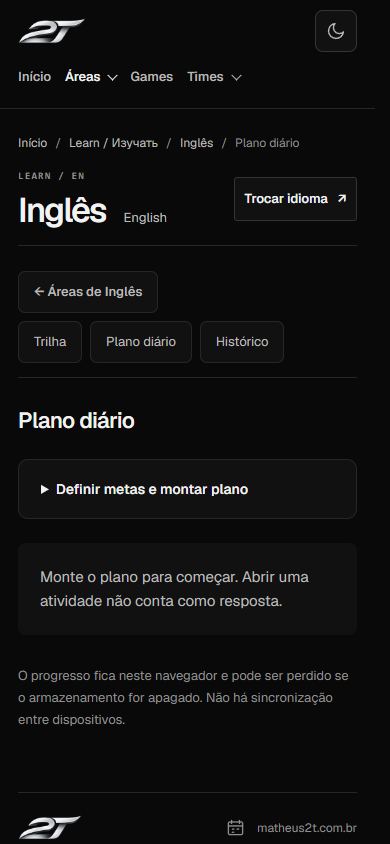 2T
Início Áreas Games Times
Início / Learn / Изучать / Inglês / Plano diário
LEARN / EN
Inglês English
Trocar idioma ↗
← Áreas de Inglês
Trilha Plano diário Histórico
Plano diário
▶ Definir metas e montar plano
Monte o plano para começar. Abrir uma
atividade não conta como resposta.
O progresso fica neste navegador e pode ser perdido se
o armazenamento for apagado. Não há sincronização
entre dispositivos.
2T matheus2t.com.br